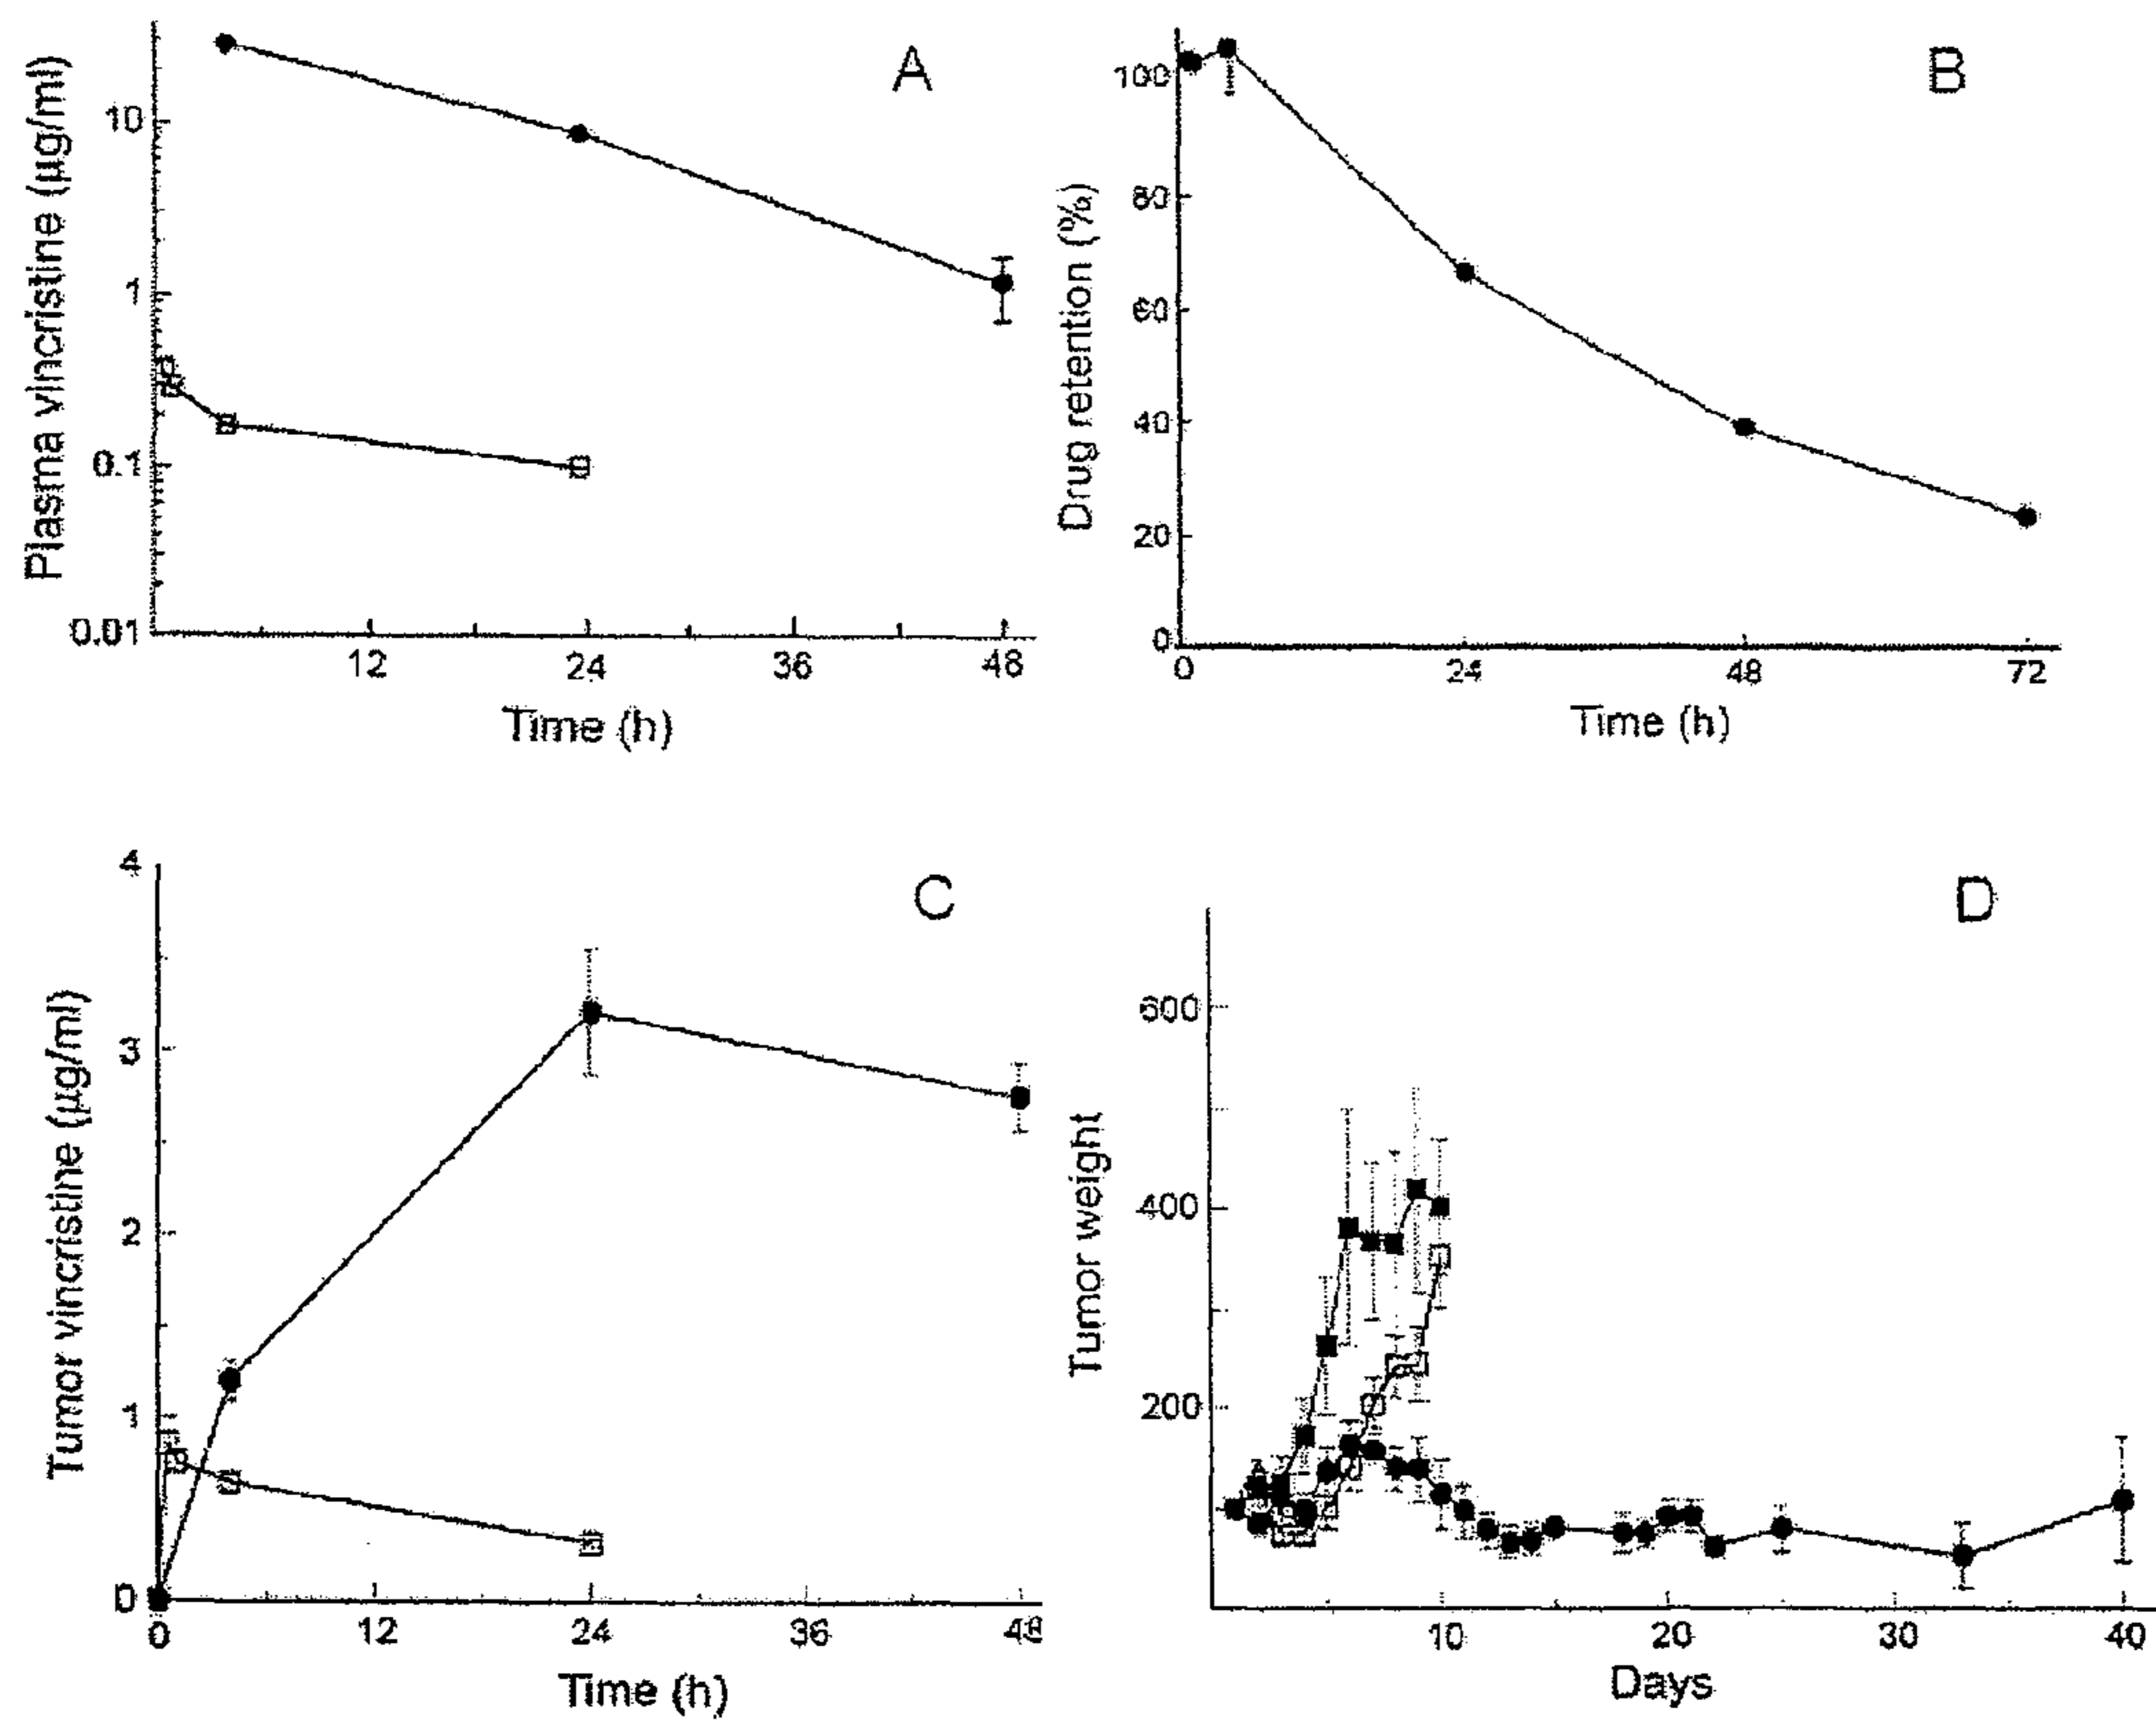 A
Plasma vincristine (µg/ml)
10
1
0.1
0.01
12 24 36 48
Time (h)
B
Drug retention (%)
100
80
60
40
20
0
0 24 48 72
Time (h)
C
Tumor vincristine (µg/ml)
4
3
2
1
0
0 12 24 36 48
Time (h)
D
Tumor weight
600
400
200
10 20 30 40
Days